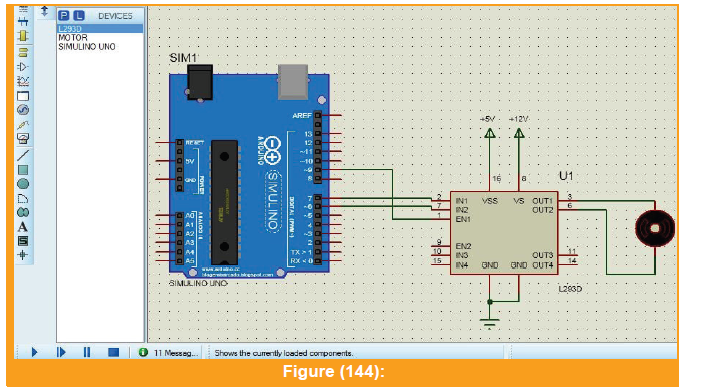 P L DEVICES
L293D
MOTOR
SIMULINO UNO
SIM1
AREF
13
12
~11
~10
~9
8
7
~6
~5
4
~3
2
TX > 1
RX < 0
RESET
5V
GND
POWER
A0
A1
A2
A3
A4
A5
ANALOG IN
ARDUINO
SIMULINO
www.arduino.cc
blogembarcado.blogspot.com
SIMULINO UNO
+5V
+12V
U1
16
8
2
7
1
9
10
15
IN1
IN2
EN1
EN2
IN3
IN4
VSS
VS
OUT1
OUT2
OUT3
OUT4
GND
GND
3
6
11
14
L293D
A
11 Messag...
Shows the currently loaded components.
Figure (144):